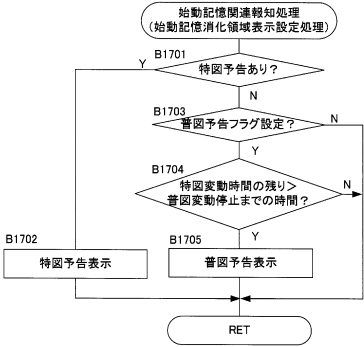 始動記憶関連報知処理
(始動記憶消化領域表示設定処理)
B1701
Y
特図予告あり?
N
B1703
普図予告フラグ設定?
N
Y
B1704
特図変動時間の残り>
普図変動停止までの時間?
N
Y
B1702
特図予告表示
B1705
普図予告表示
RET